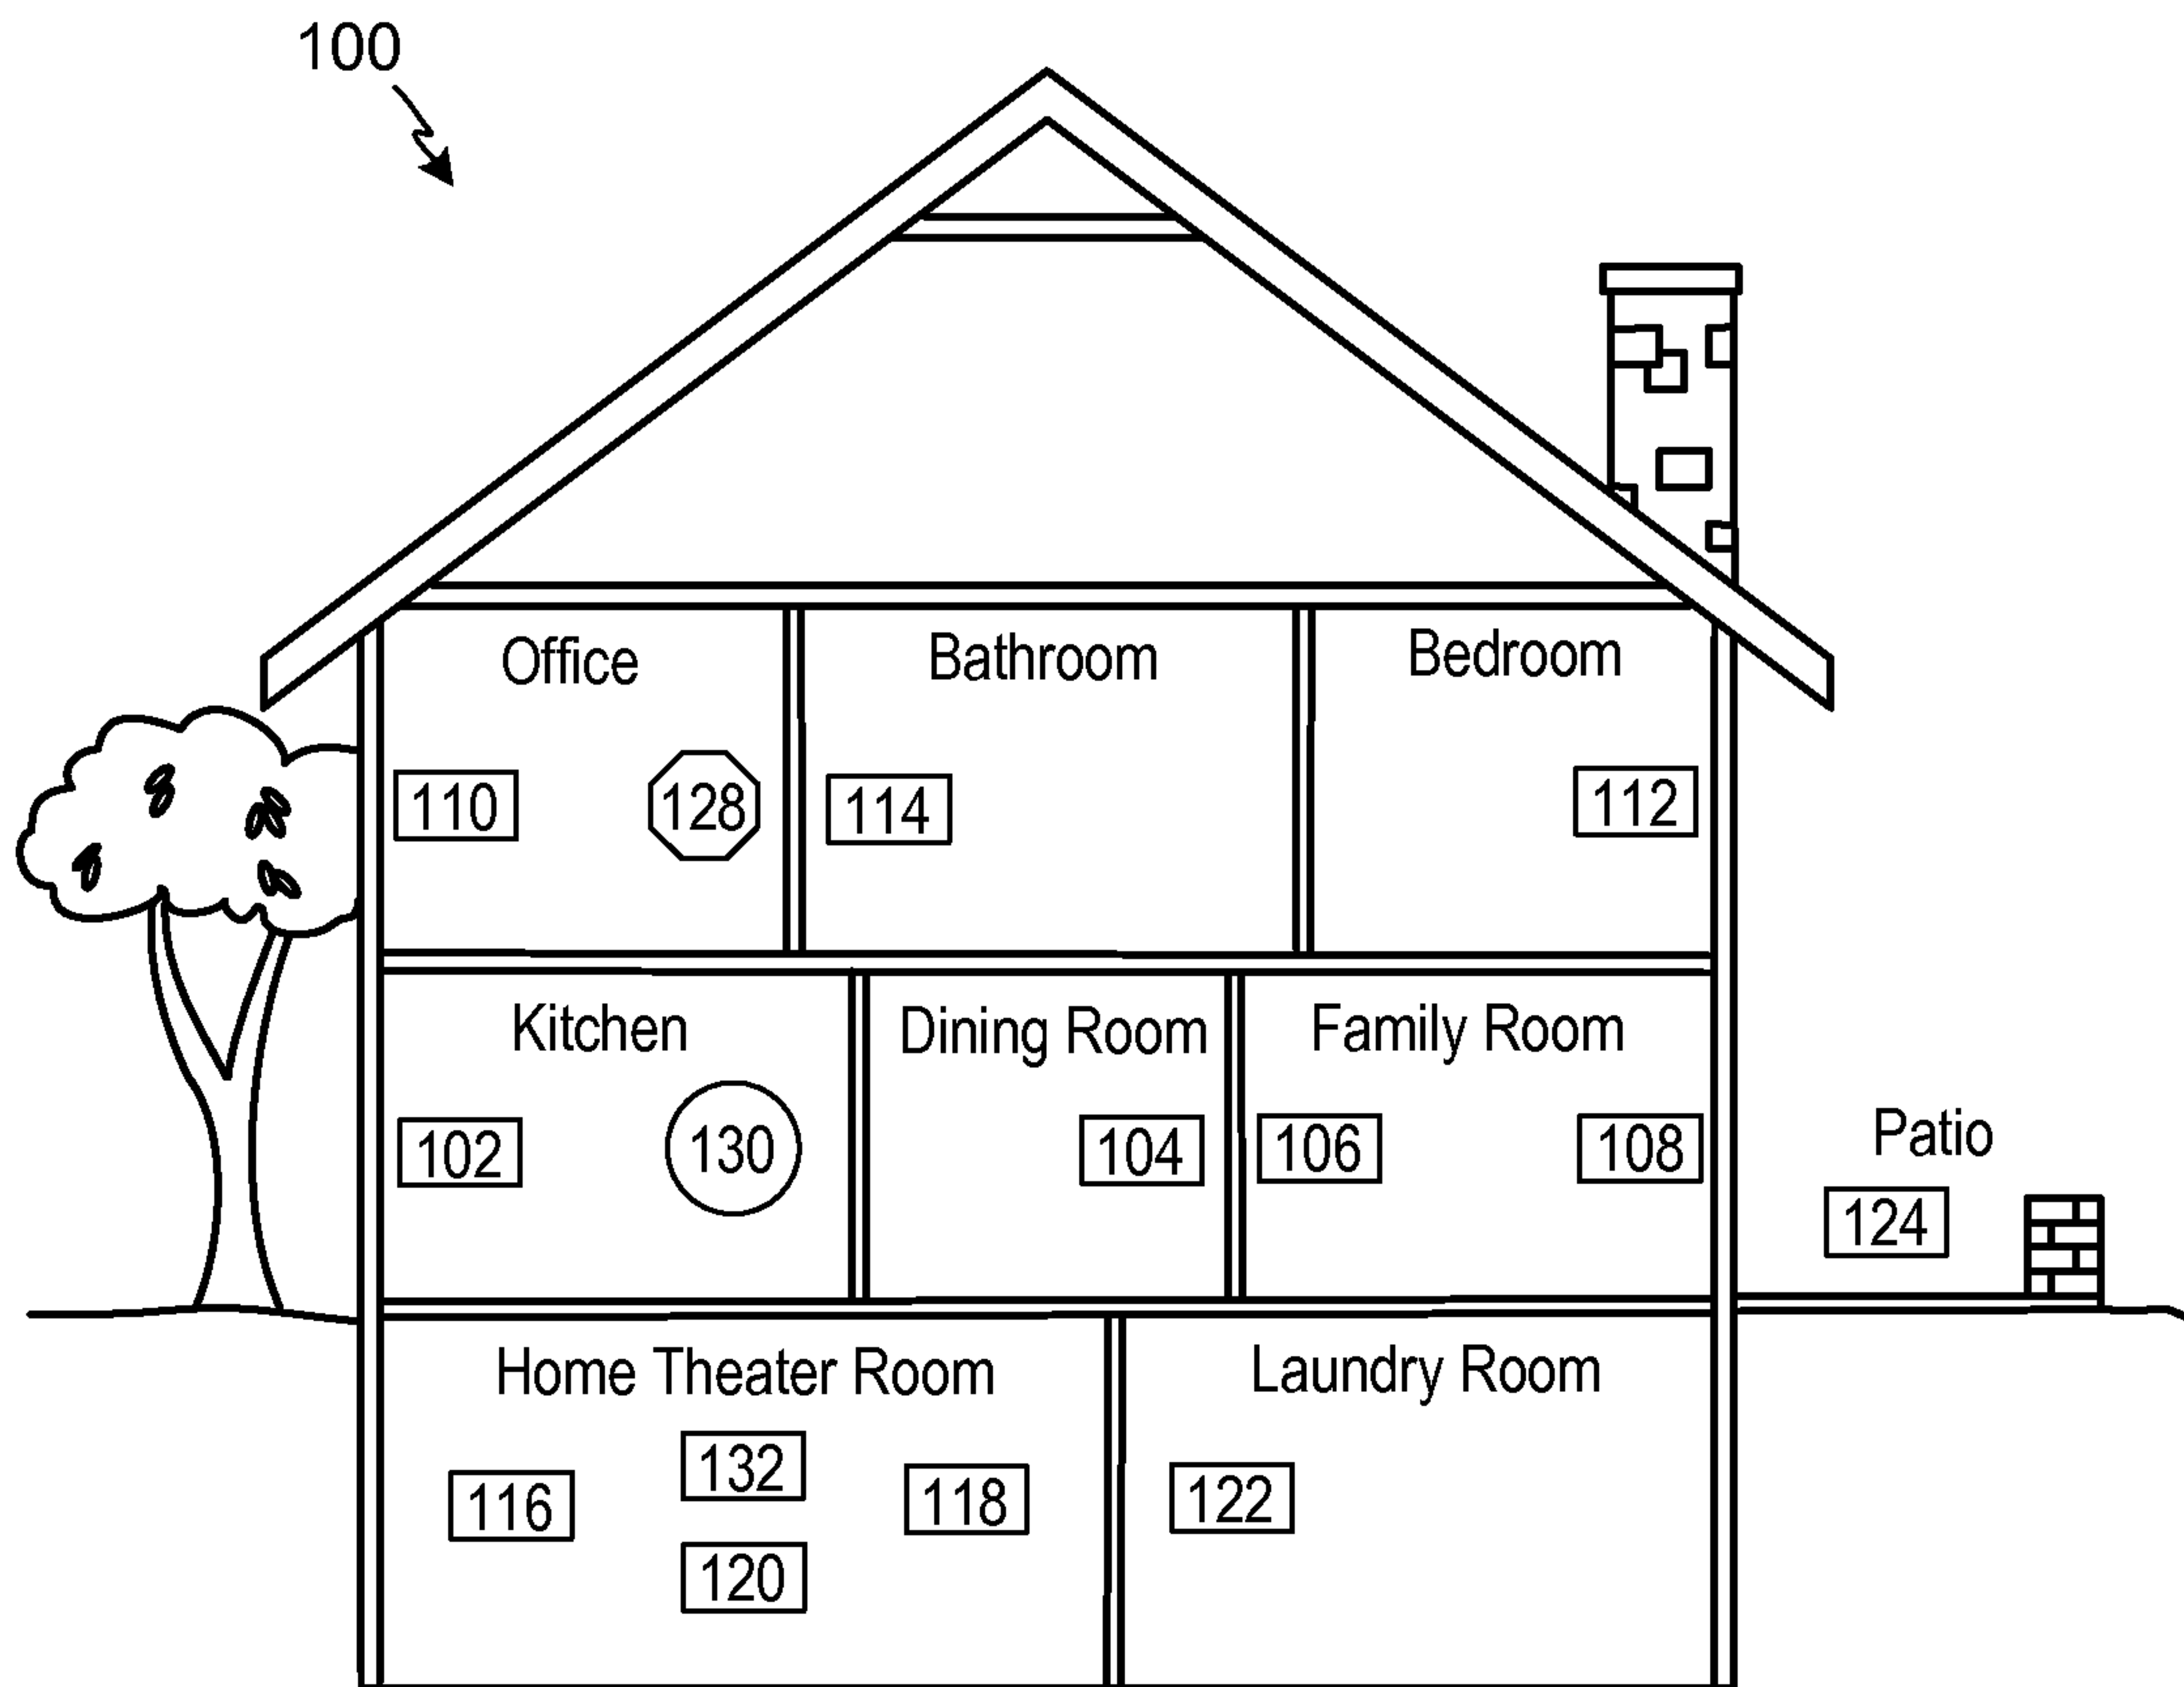 100
Office
Bathroom
Bedroom
110
128
114
112
Kitchen
Dining Room
Family Room
102
130
104
106
108
Patio
124
Home Theater Room
Laundry Room
116
132
118
122
120